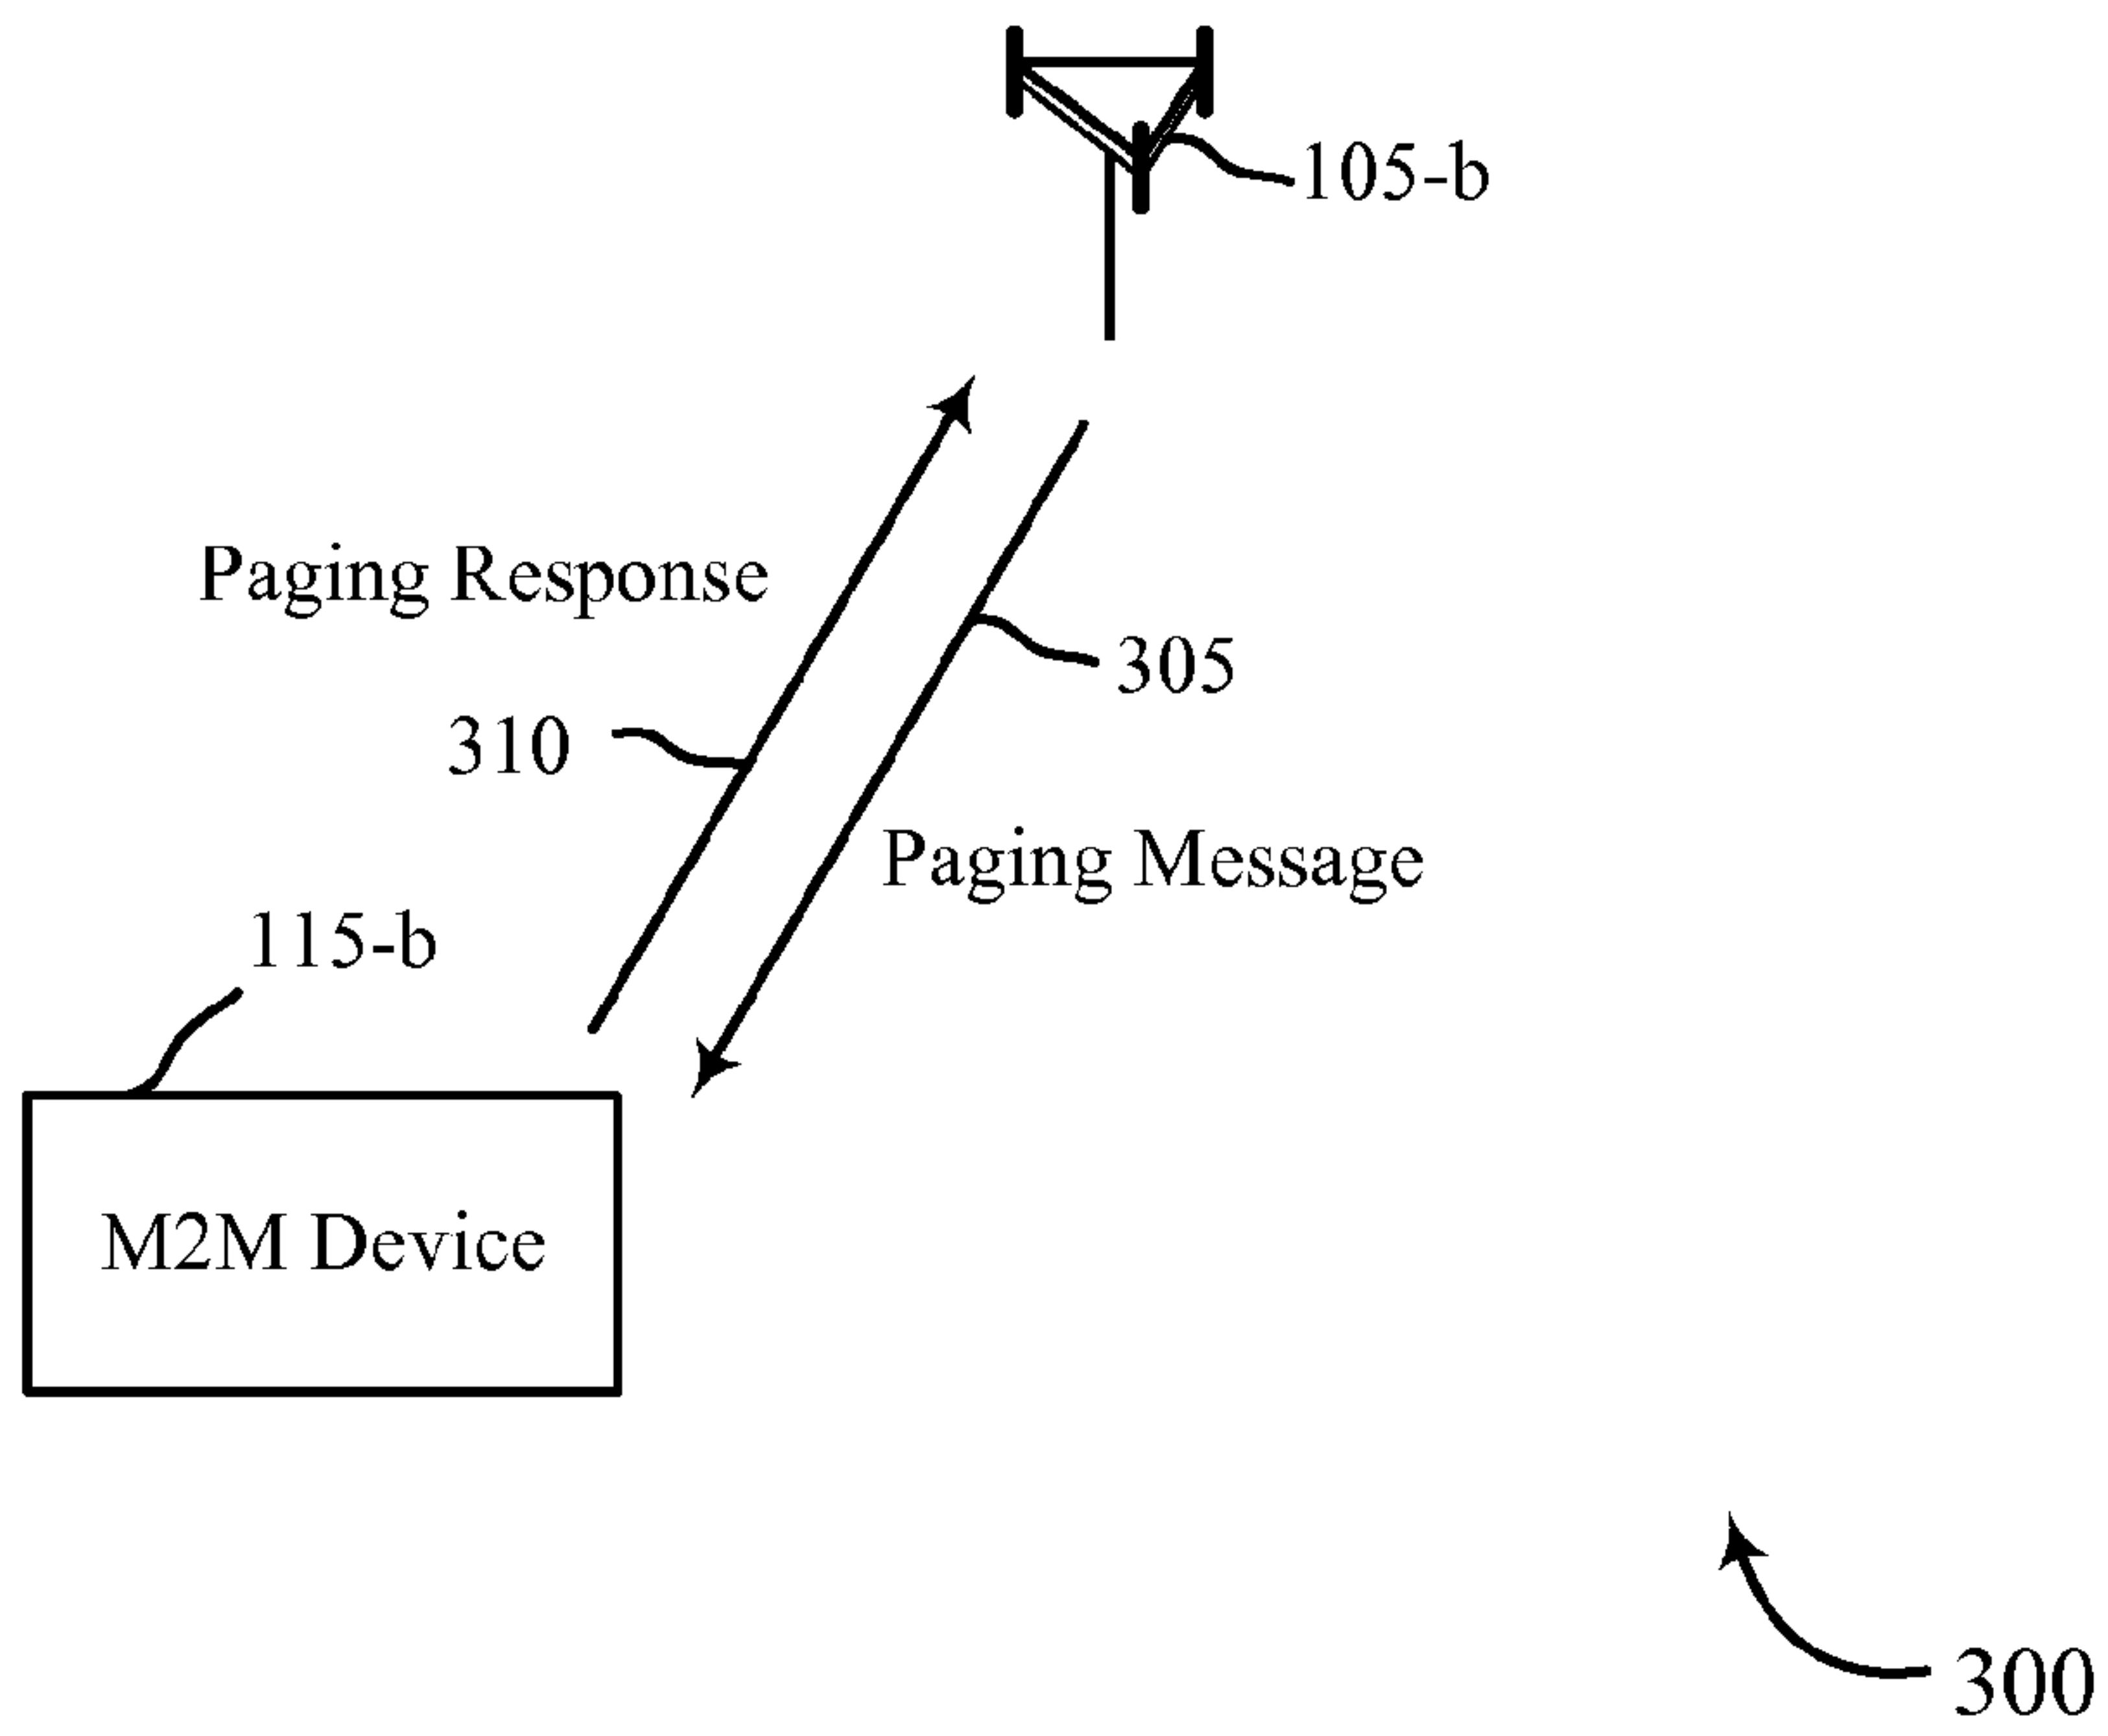 105-b
Paging Response
305
310
Paging Message
115-b
M2M Device
300